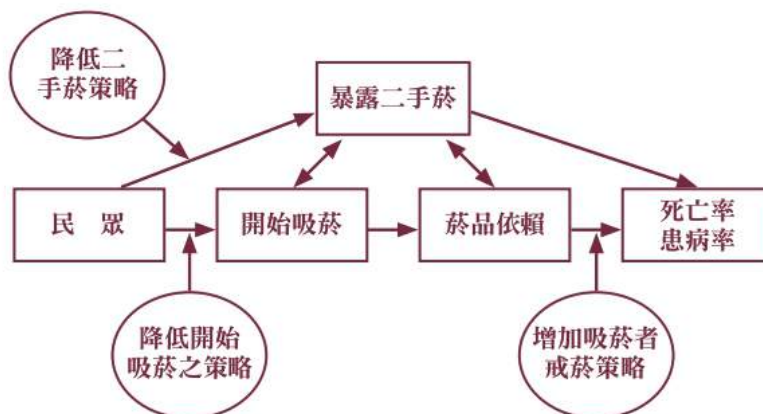 降低二
手菸策略
暴露二手菸
民 眾
開始吸菸
菸品依賴
死亡率
患病率
降低開始
吸菸之策略
增加吸菸者
戒菸策略